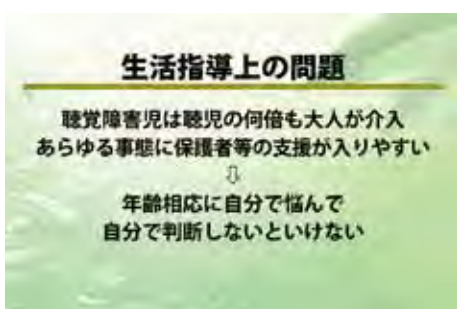 生活指導上の問題
聴覚障害児は聴児の何倍も大人が介入
あらゆる事態に保護者等の支援が入りやすい
⇩
年齢相応に自分で悩んで
自分で判断しないといけない